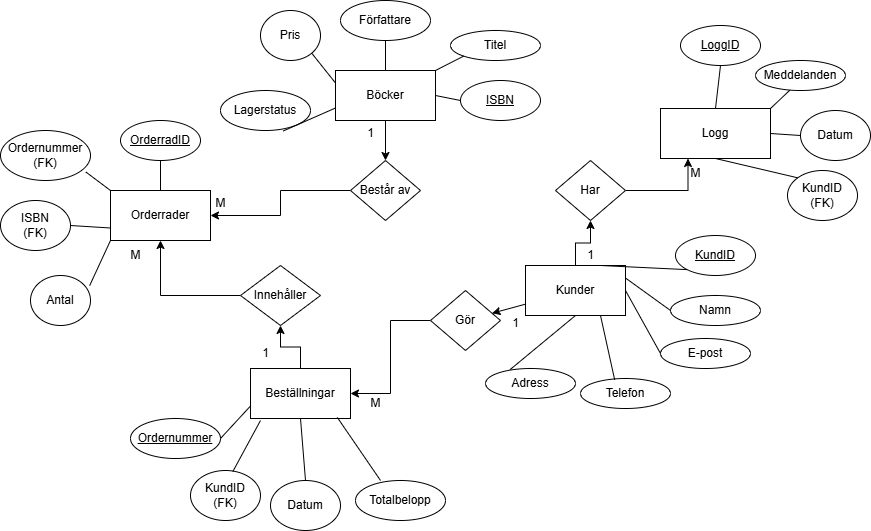 Författare
Pris
Titel
LoggID
Meddelanden
Böcker
ISBN
Lagerstatus
1
Logg
Datum
OrderradID
Ordernummer
(FK)
Består av
M
Har
M
KundID
(FK)
Orderrader
ISBN
(FK)
M
1
KundID
Antal
Innehåller
Kunder
Namn
Gör
1
E-post
1
Beställningar
M
Adress
Telefon
Ordernummer
KundID
(FK)
Datum
Totalbelopp